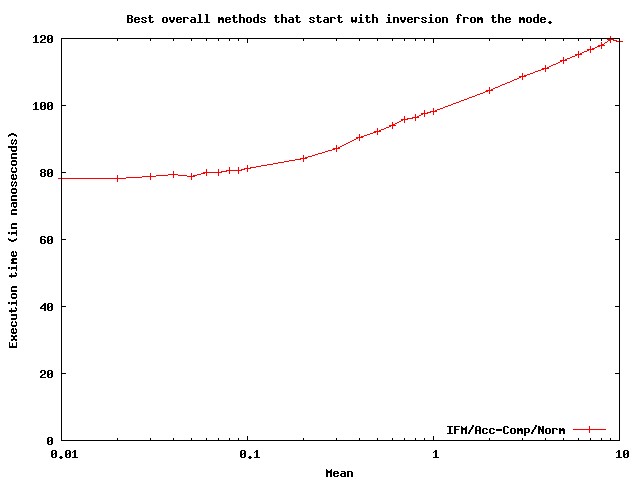 Best overall methods that start with inversion from the mode.
120
100
80
60
40
20
0
Execution time (in nanoseconds)
IFM/Acc-Comp/Norm
0.01 0.1 1 10
Mean